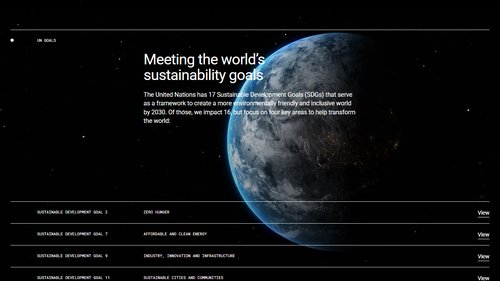 UN GOALS
Meeting the world's
sustainability goals
The United Nations has 17 Sustainable Development Goals (SDGs) that serve
as a framework to create a more environmentally friendly and inclusive world
by 2030. Of those, we impact 16, but focus on four key areas to help transform
the world:
SUSTAINABLE DEVELOPMENT GOAL 2 ZERO HUNGER View
SUSTAINABLE DEVELOPMENT GOAL 7 AFFORDABLE AND CLEAN ENERGY View
SUSTAINABLE DEVELOPMENT GOAL 9 INDUSTRY, INNOVATION AND INFRASTRUCTURE View
SUSTAINABLE DEVELOPMENT GOAL 11 SUSTAINABLE CITIES AND COMMUNITIES View